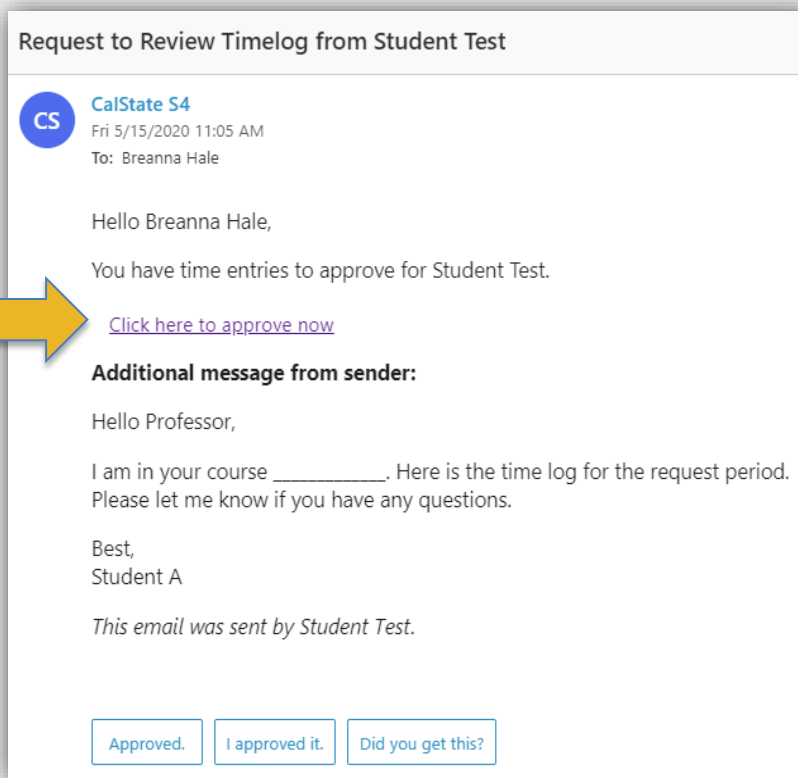 Request to Review Timelog from Student Test
CS
CalState S4
Fri 5/15/2020 11:05 AM
To: Breanna Hale
Hello Breanna Hale,
You have time entries to approve for Student Test.
Click here to approve now
Additional message from sender:
Hello Professor,
I am in your course _____________. Here is the time log for the request period.
Please let me know if you have any questions.
Best,
Student A
This email was sent by Student Test.
Approved. I approved it. Did you get this?